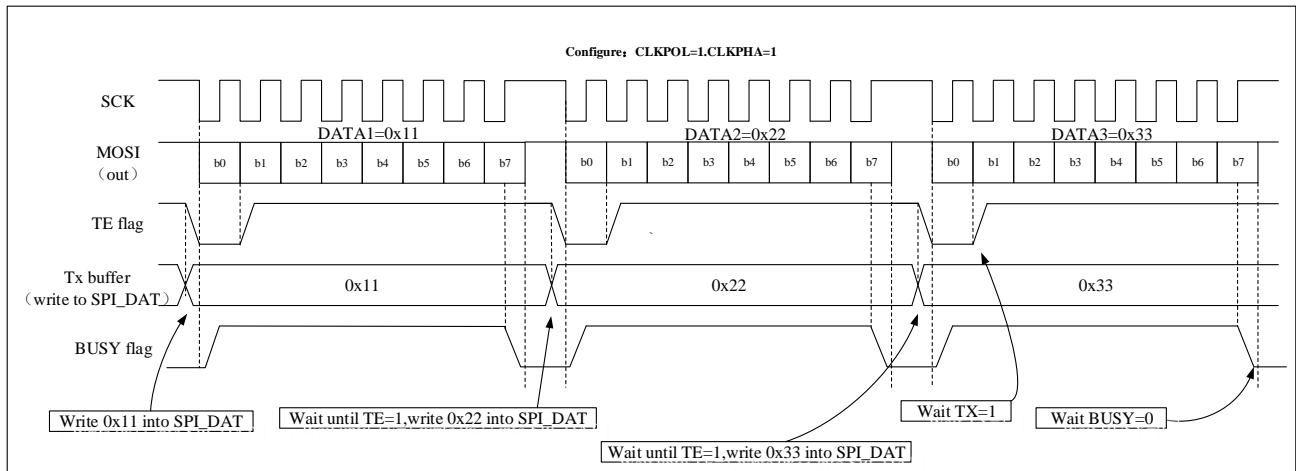 Configure：CLKPOL=1.CLKPHA=1
SCK
DATA1=0x11 DATA2=0x22 DATA3=0x33
MOSI
（out）
b0 b1 b2 b3 b4 b5 b6 b7 b0 b1 b2 b3 b4 b5 b6 b7 b0 b1 b2 b3 b4 b5 b6 b7
TE flag
Tx buffer
（write to SPI_DAT）
0x11 0x22 0x33
BUSY flag
Write 0x11 into SPI_DAT
Wait until TE=1,write 0x22 into SPI_DAT
Wait until TE=1,write 0x33 into SPI_DAT
Wait TX=1
Wait BUSY=0